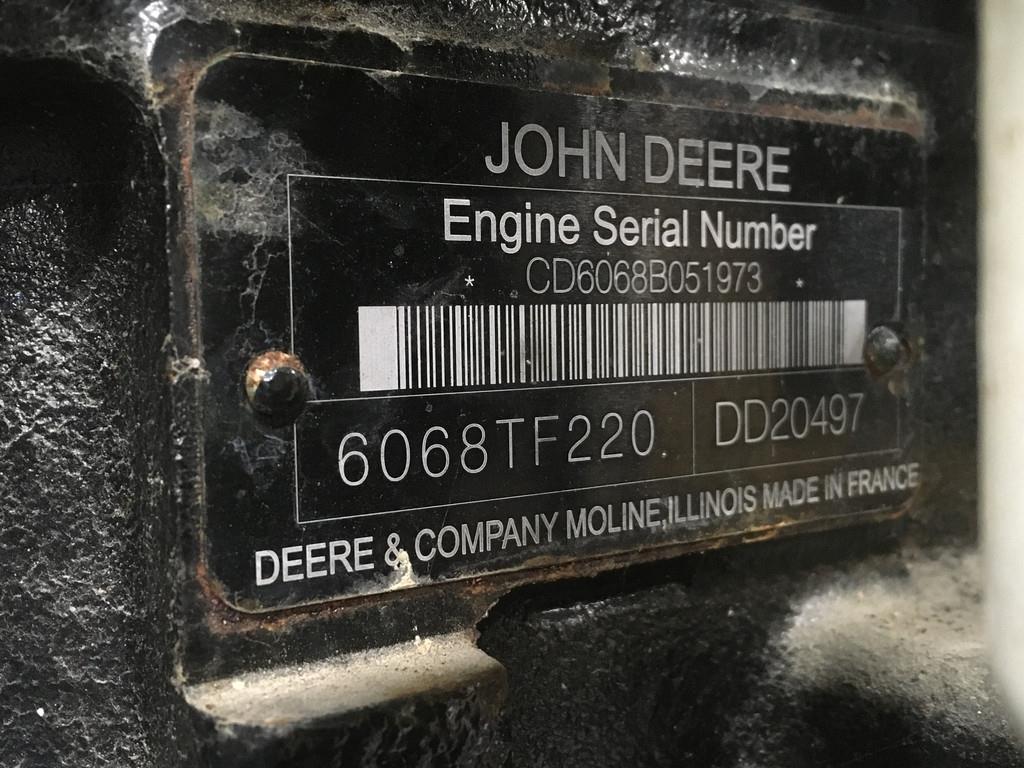 JOHN DEERE
Engine Serial Number
* CD6068B051973 *
6068TF220 DD20497
DEERE & COMPANY MOLINE,ILLINOIS MADE IN FRANCE